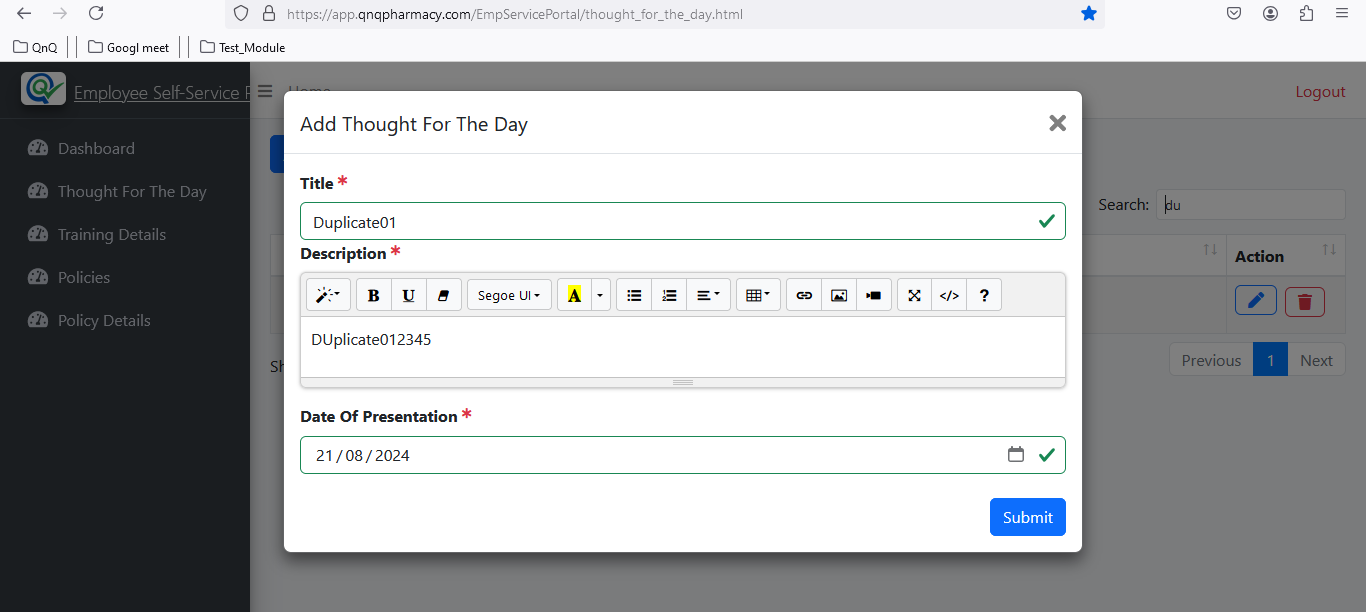 https://app.qnqpharmacy.com/EmpServicePortal/thought_for_the_day.html
QnQ Googl meet Test_Module
Employee Self-Service Home Logout
Add Thought For The Day
Dashboard
Thought For The Day
Training Details
Policies
Policy Details
Title *
Duplicate01
Description *
B U Segoe UI A </> ?
DUplicate012345
Date Of Presentation *
21 / 08 / 2024
Submit
Search: du
Action
Previous 1 Next